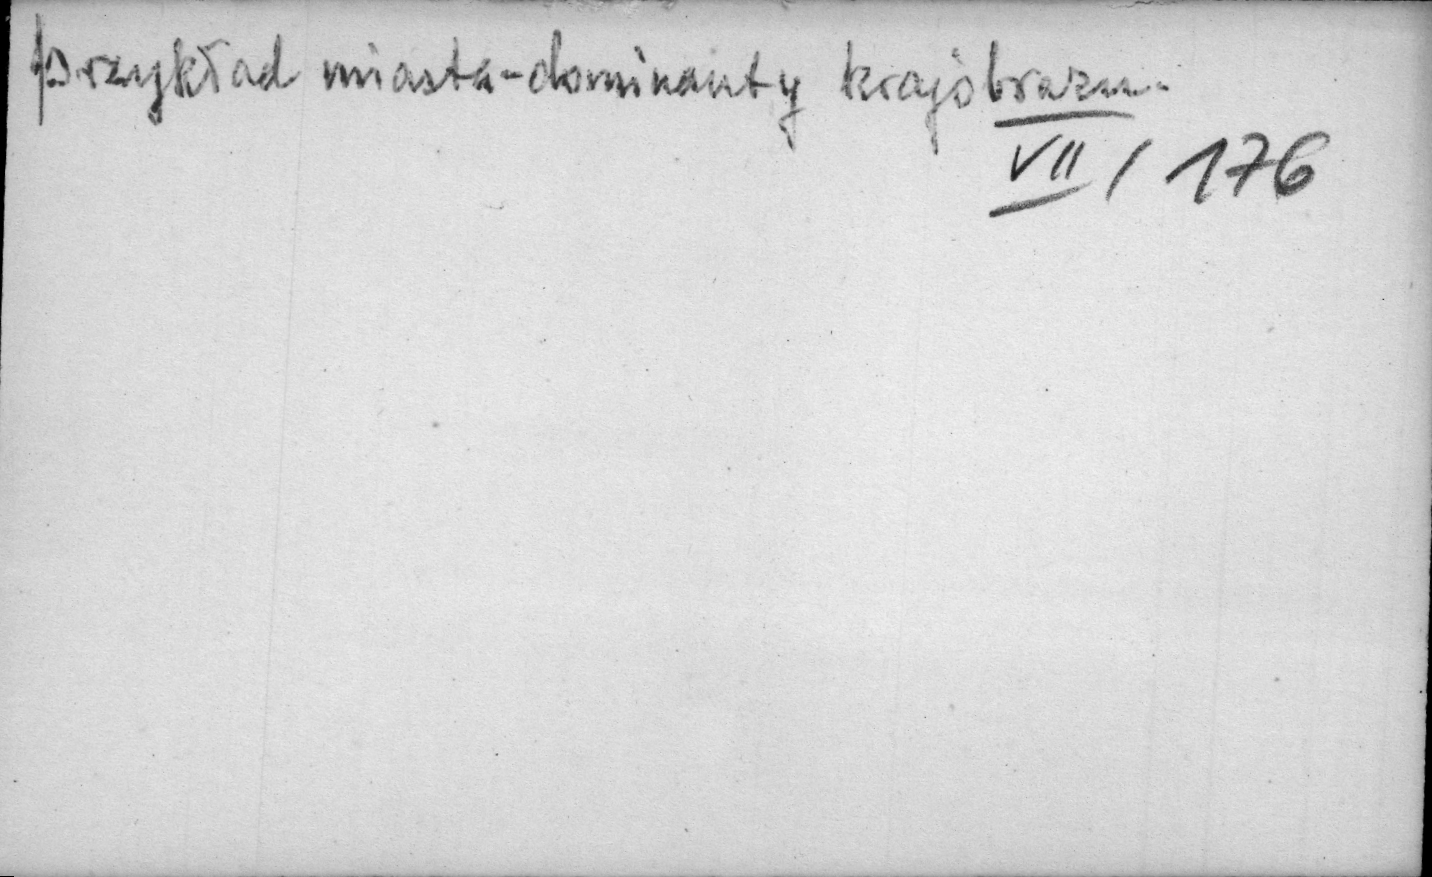 Przykład miasta-dominanty krajobrazu.
VII / 176